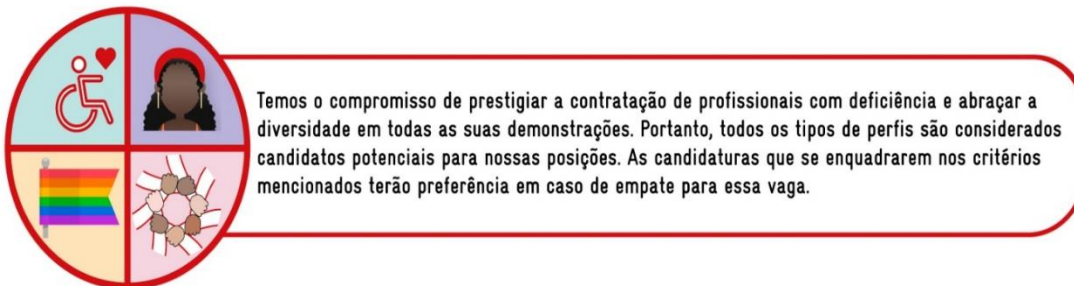 Temos o compromisso de prestigiar a contratação de profissionais com deficiência e abraçar a
diversidade em todas as suas demonstrações. Portanto, todos os tipos de perfis são considerados
candidatos potenciais para nossas posições. As candidaturas que se enquadrarem nos critérios
mencionados terão preferência em caso de empate para essa vaga.